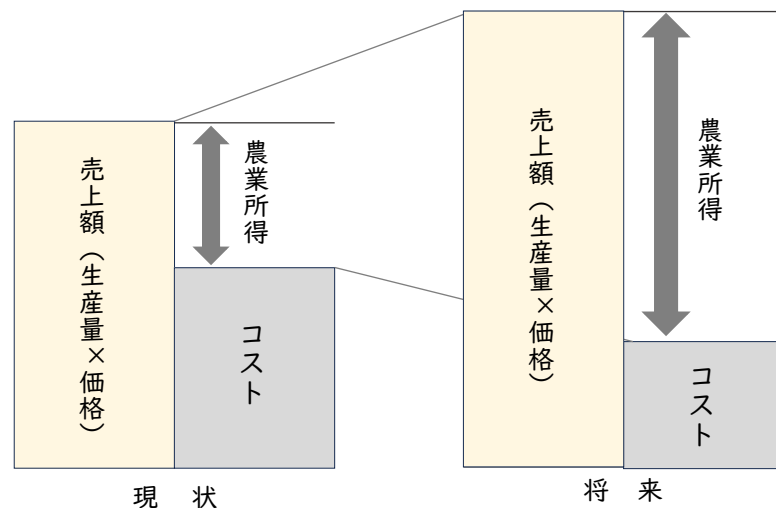 売上額（生産量×価格）
農業所得
コスト
現　状
売上額（生産量×価格）
農業所得
コスト
将　来